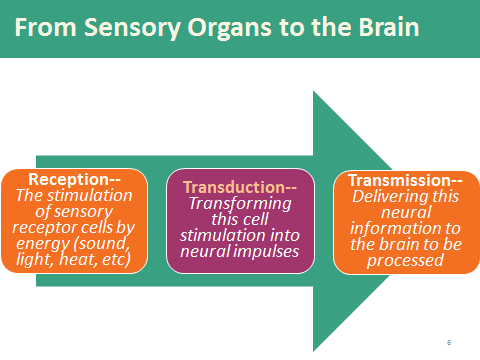 From Sensory Organs to the Brain
Reception--
The stimulation
of sensory
receptor cells by
energy (sound,
light, heat, etc)
Transduction--
Transforming
this cell
stimulation into
neural impulses
Transmission--
Delivering this
neural
information to
the brain to be
processed
6